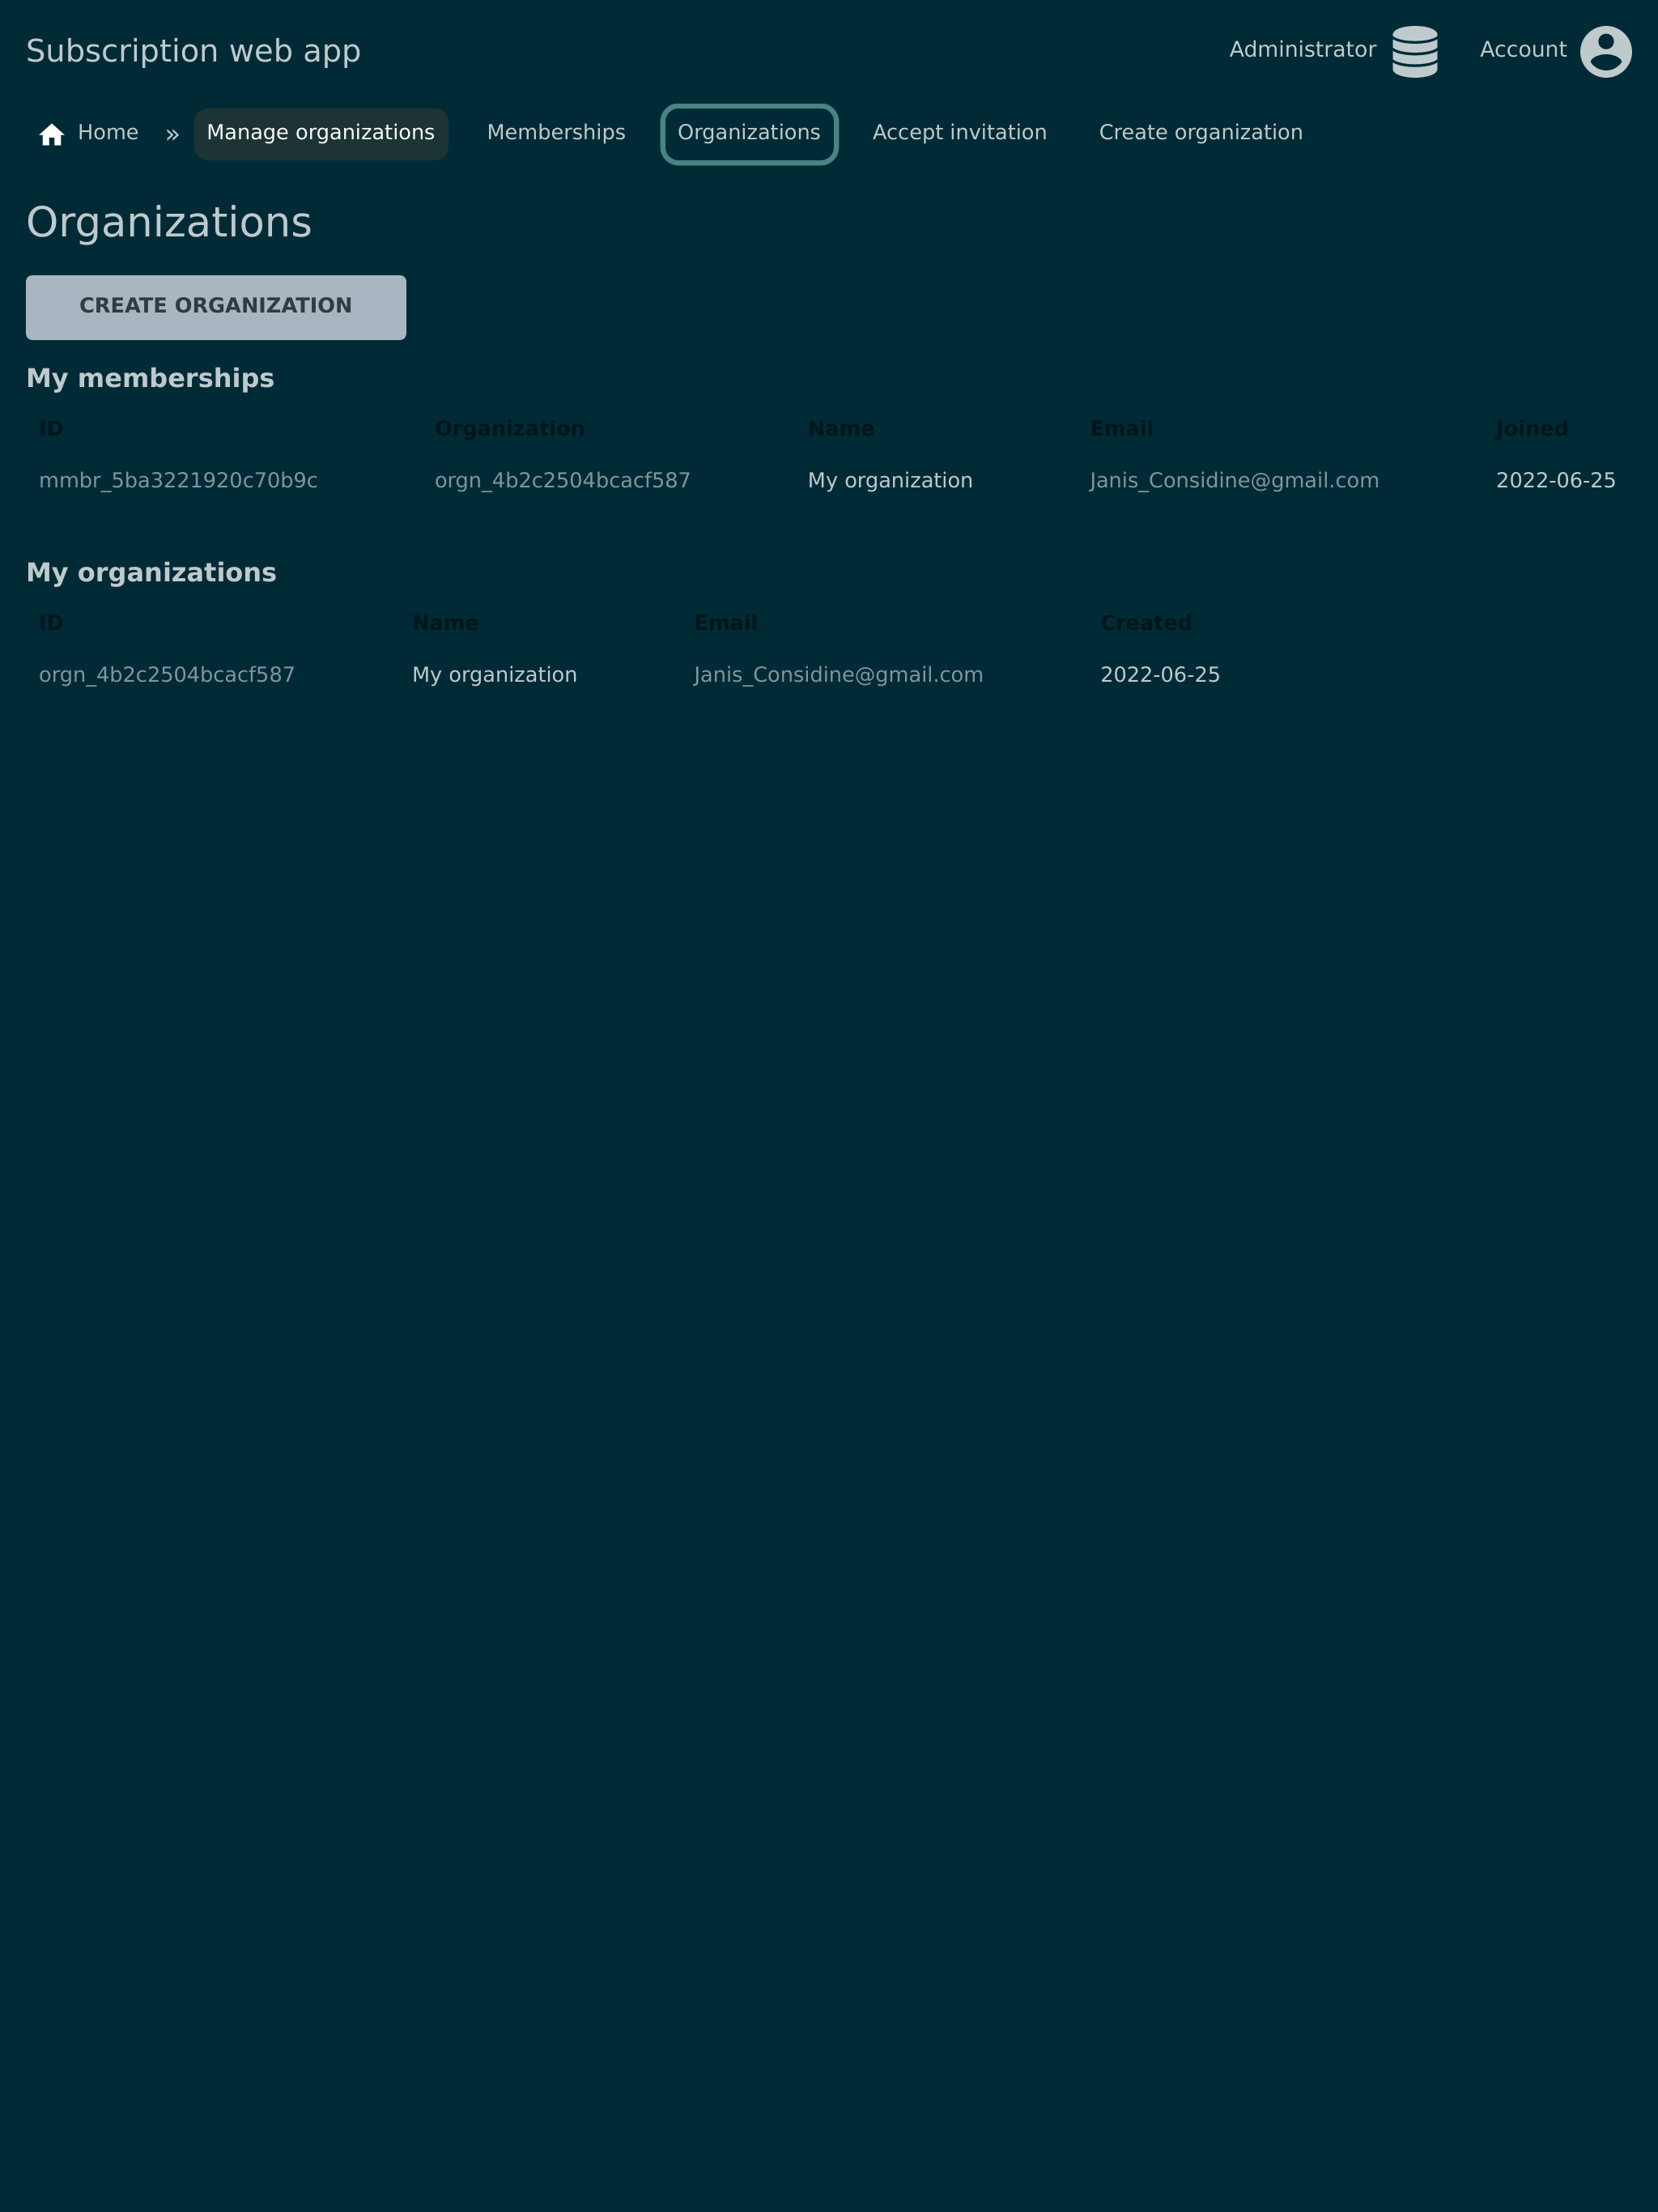 Subscription web app Administrator Account
Home » Manage organizations Memberships Organizations Accept invitation Create organization
Organizations
CREATE ORGANIZATION
My memberships
ID Organization Name Email Joined
mmbr_5ba3221920c70b9c orgn_4b2c2504bcacf587 My organization Janis_Considine@gmail.com 2022-06-25
My organizations
ID Name Email Created
orgn_4b2c2504bcacf587 My organization Janis_Considine@gmail.com 2022-06-25